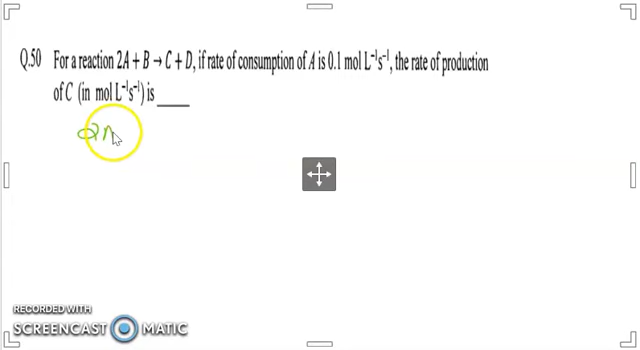 Q.50 For a reaction 2A + B → C + D, if rate of consumption of A is 0.1 mol L⁻¹s⁻¹, the rate of production
of C (in mol L⁻¹s⁻¹) is ____
RECORDED WITH
SCREENCAST MATIC